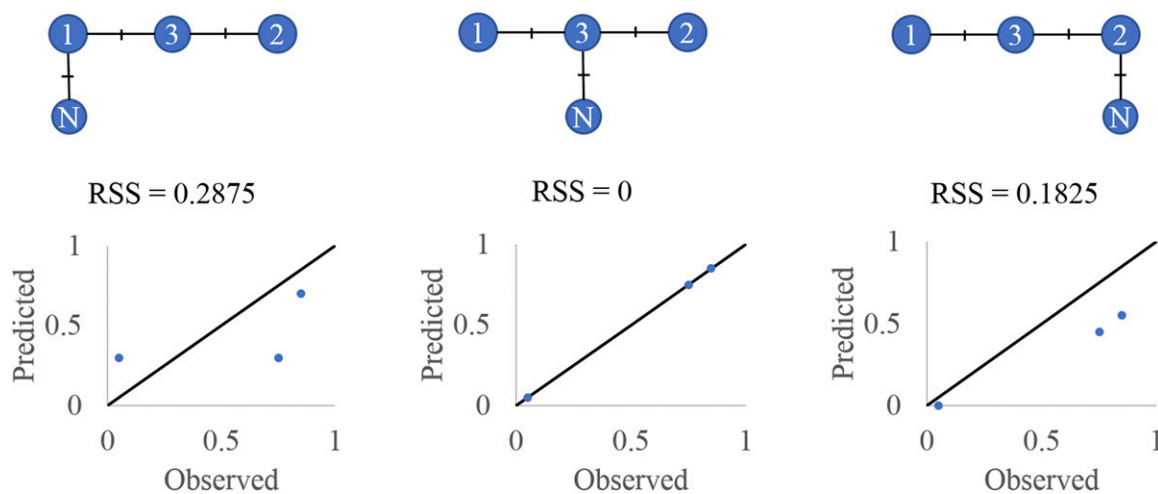 1 3 2
N
RSS = 0.2875
1
0.5
0
0 0.5 1
Predicted
Observed
1 3 2
N
RSS = 0
1
0.5
0
0 0.5 1
Predicted
Observed
1 3 2
N
RSS = 0.1825
1
0.5
0
0 0.5 1
Predicted
Observed